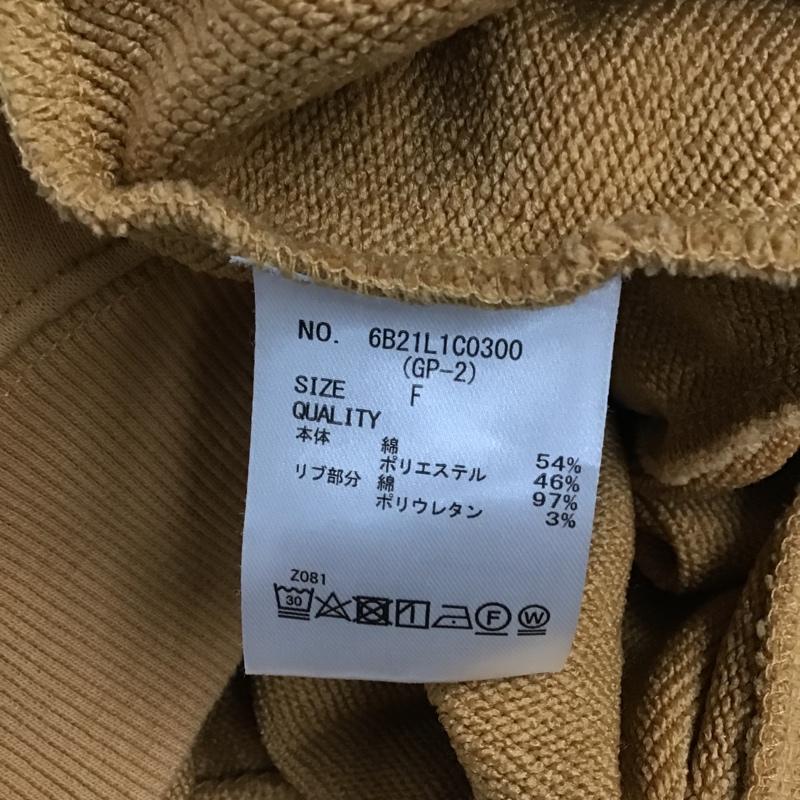 NO. 6B21L1C0300
(GP-2)
SIZE F
QUALITY
本体 綿 54%
ポリエステル 46%
リブ部分 綿 97%
ポリウレタン 3%
Z081
30
F W